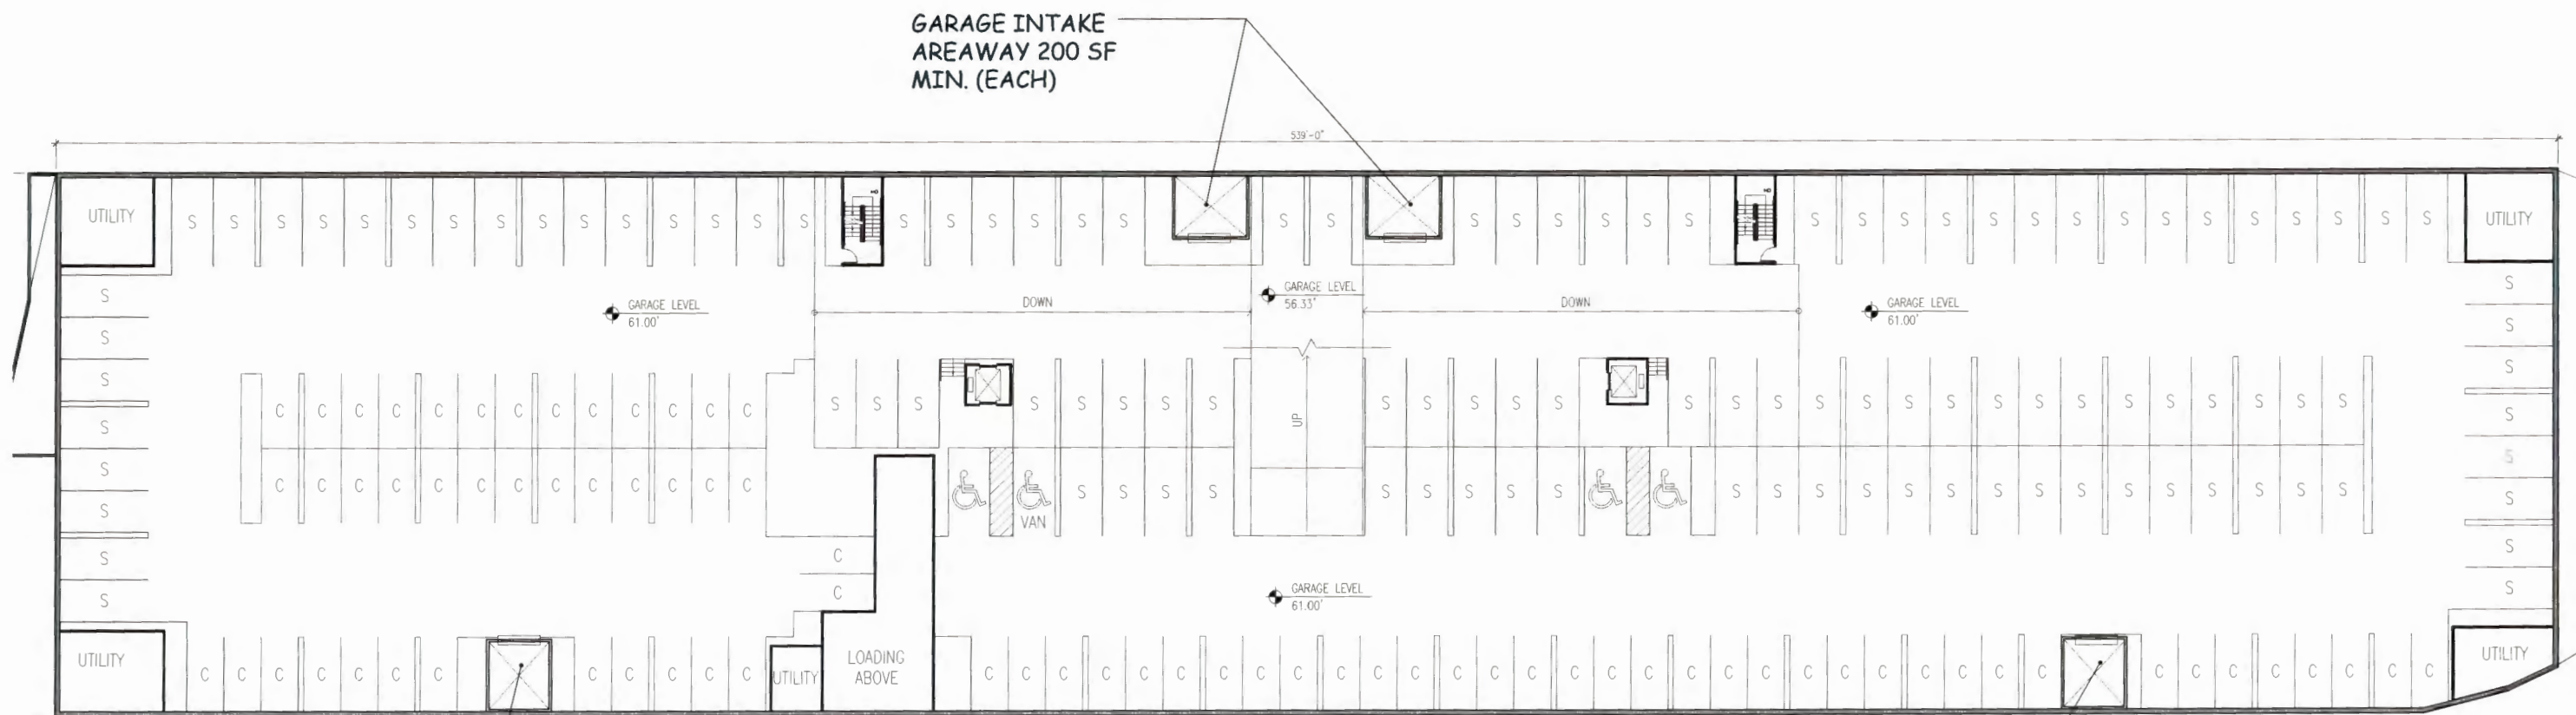 GARAGE INTAKE
AREAWAY 200 SF
MIN. (EACH)
539'-0"
UTILITY
S S S S S S S S S S S S S S S
S S S S S S
S S
S S S S S S
S S S S S S S S S S S S S S S
UTILITY
GARAGE LEVEL
61.00'
DOWN
GARAGE LEVEL
56.33'
DOWN
GARAGE LEVEL
61.00'
S
S
S
S
S
S
S
S
C C C C C C C C C C C C C
S S S
S S S S S
UP
S S S S S
S S S S S S S S S S S S S S S S
C C C C C C C C C C C C C
VAN
S S S S
S S S S S
S S S S S S S S S S S S S S S
S
S
S
S
S
S
S
S
C
C
GARAGE LEVEL
61.00'
UTILITY
C C C C C C C
C C C C C
UTILITY
LOADING
ABOVE
C C C C C C C C C C C C C C C C C C C C C C C C C C C C
C C C C C C C C
UTILITY